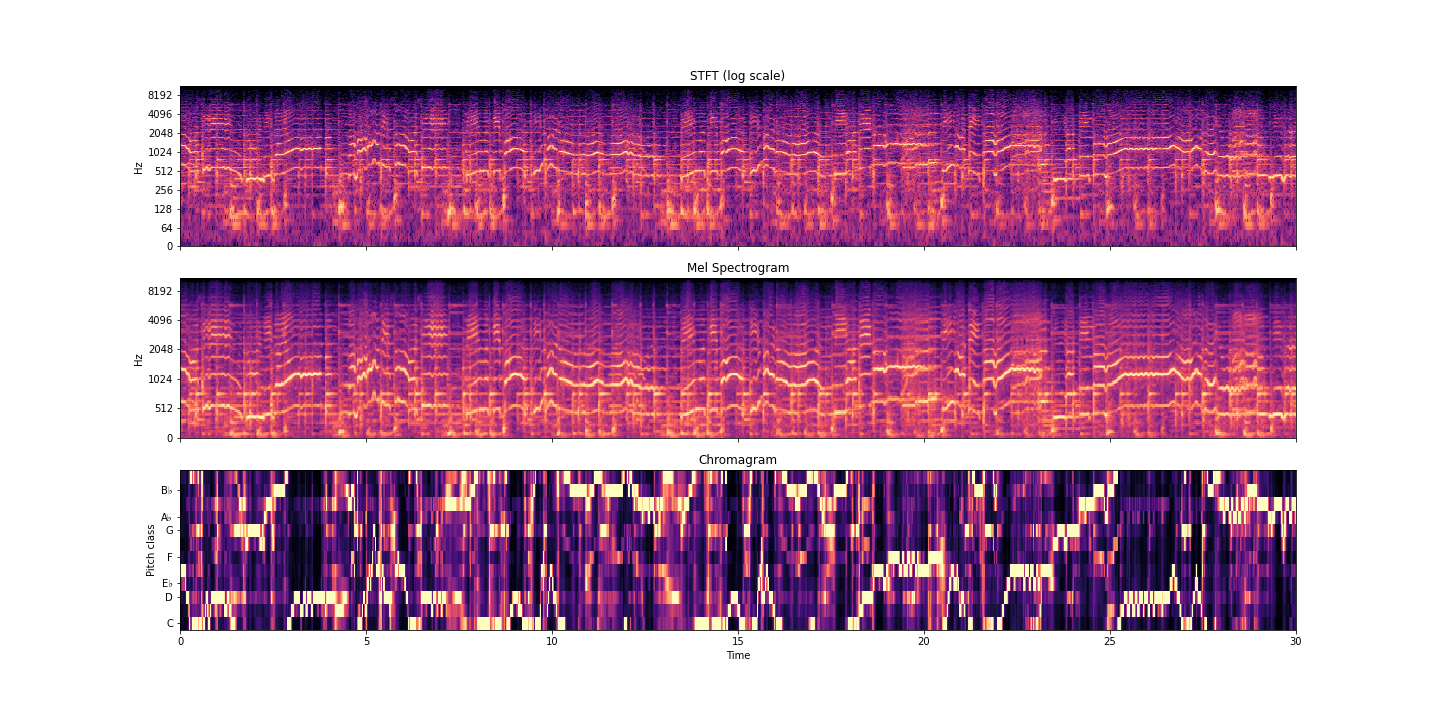 STFT (log scale)
8192
4096
2048
1024
512
256
128
64
0
Hz
Mel Spectrogram
8192
4096
2048
1024
512
0
Hz
Chromagram
B♭
A♭
G
F
E♭
D
C
Pitch class
0 5 10 15 20 25 30
Time